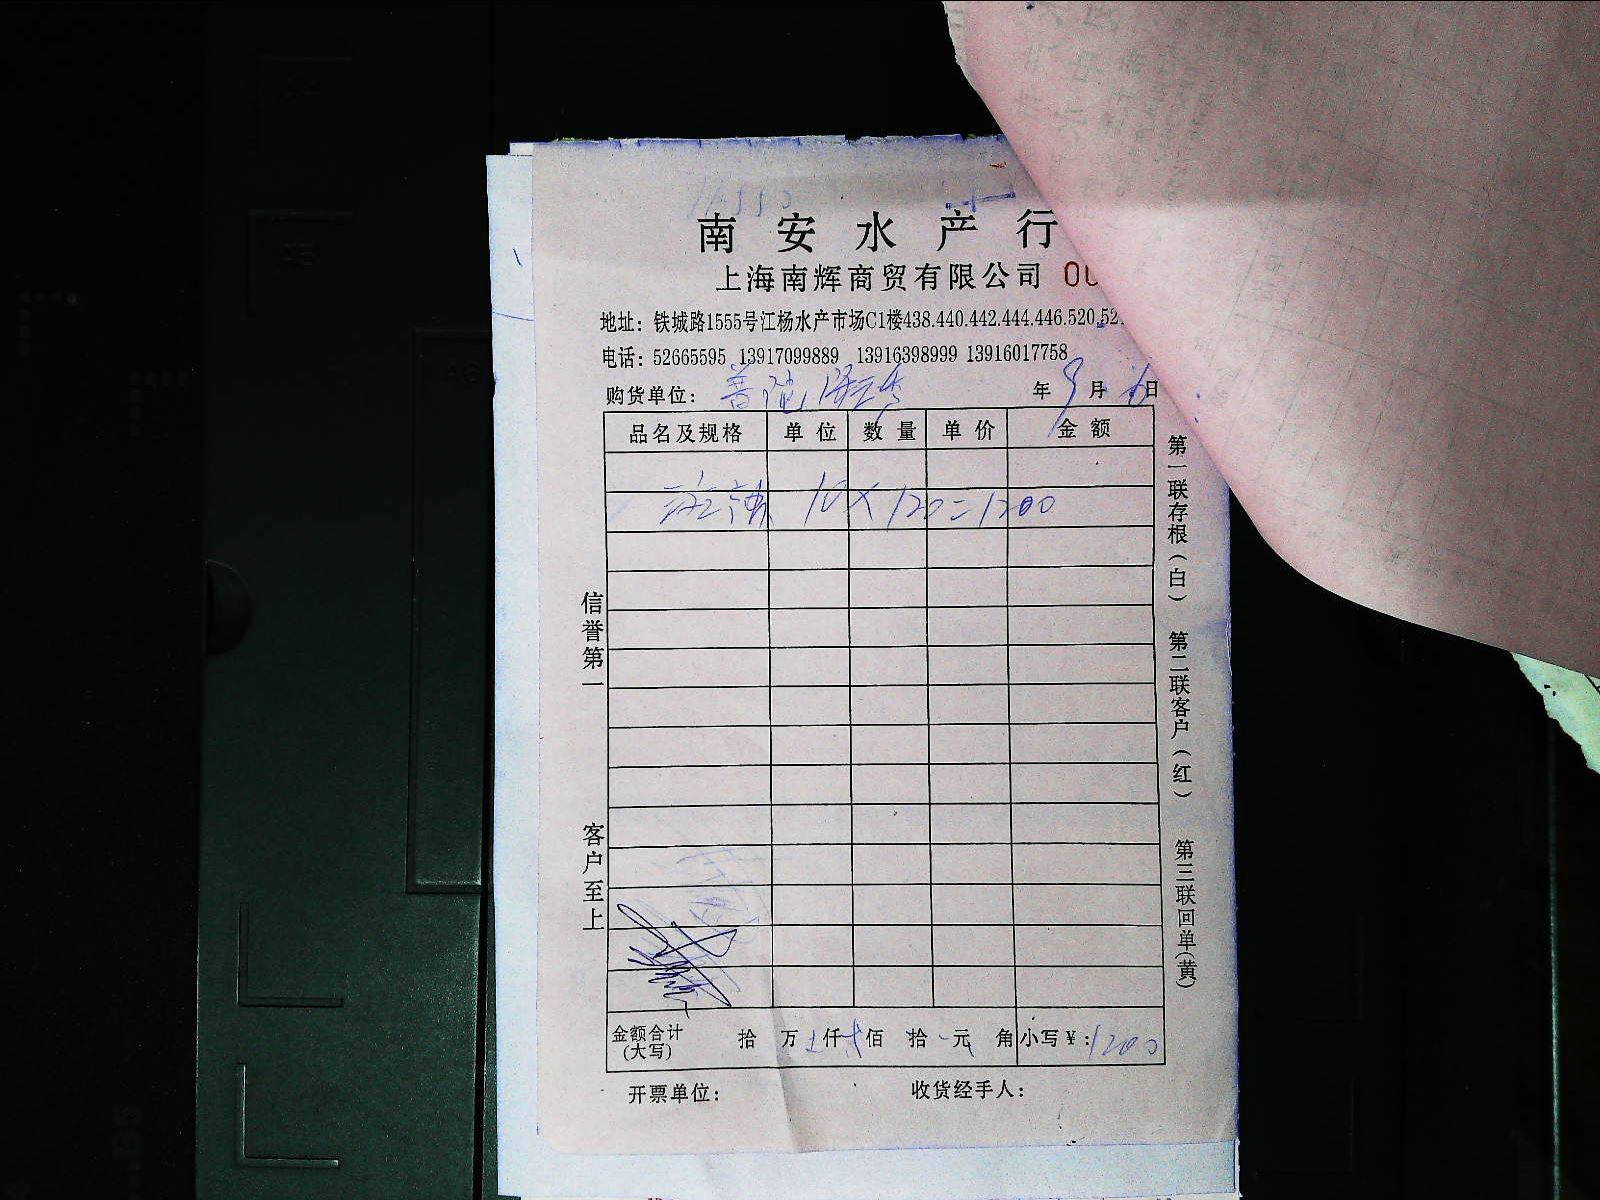 南安水产行
上海南辉商贸有限公司 00
地址：铁城路1555号江杨水产市场C1楼438.440.442.444.446.520.52
电话：52665595 13917099889 13916398999 13916017758
购货单位： 年 9 月 日
品名及规格 单位 数量 单价 金额
10×120=1200
信誉第一
客户至上
第一联存根（白）
第二联客户（红）
第三联回单（黄）
金额合计（大写） 拾 万 仟 佰 拾 元 角 小写￥：1200
开票单位： 收货经手人：